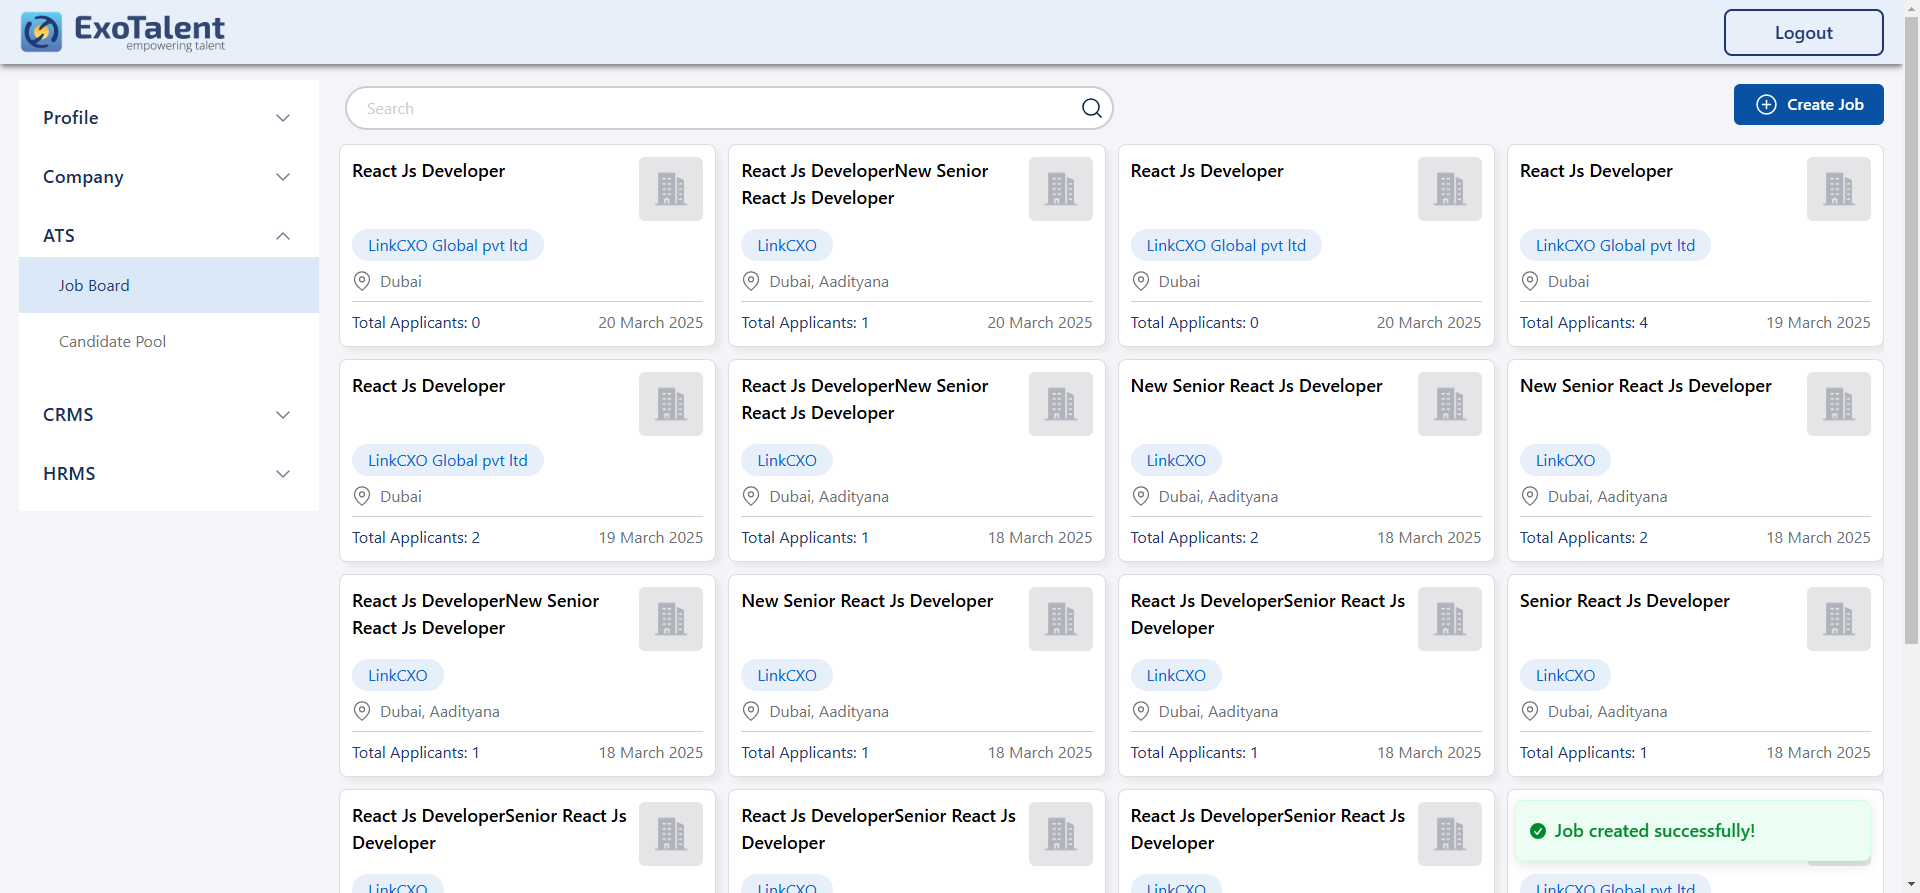 ExoTalent
empowering talent
Logout
Profile
Company
ATS
Job Board
Candidate Pool
CRMS
HRMS
Search
Create Job
React Js Developer
LinkCXO Global pvt ltd
Dubai
Total Applicants: 0
20 March 2025
React Js DeveloperNew Senior
React Js Developer
LinkCXO
Dubai, Aadityana
Total Applicants: 1
20 March 2025
React Js Developer
LinkCXO Global pvt ltd
Dubai
Total Applicants: 0
20 March 2025
React Js Developer
LinkCXO Global pvt ltd
Dubai
Total Applicants: 4
19 March 2025
React Js Developer
LinkCXO Global pvt ltd
Dubai
Total Applicants: 2
19 March 2025
React Js DeveloperNew Senior
React Js Developer
LinkCXO
Dubai, Aadityana
Total Applicants: 1
18 March 2025
New Senior React Js Developer
LinkCXO
Dubai, Aadityana
Total Applicants: 2
18 March 2025
New Senior React Js Developer
LinkCXO
Dubai, Aadityana
Total Applicants: 2
18 March 2025
React Js DeveloperNew Senior
React Js Developer
LinkCXO
Dubai, Aadityana
Total Applicants: 1
18 March 2025
New Senior React Js Developer
LinkCXO
Dubai, Aadityana
Total Applicants: 1
18 March 2025
React Js DeveloperSenior React Js
Developer
LinkCXO
Dubai, Aadityana
Total Applicants: 1
18 March 2025
Senior React Js Developer
LinkCXO
Dubai, Aadityana
Total Applicants: 1
18 March 2025
React Js DeveloperSenior React Js
Developer
LinkCXO
React Js DeveloperSenior React Js
Developer
LinkCXO
React Js DeveloperSenior React Js
Developer
LinkCXO
Job created successfully!
LinkCXO Global pvt ltd